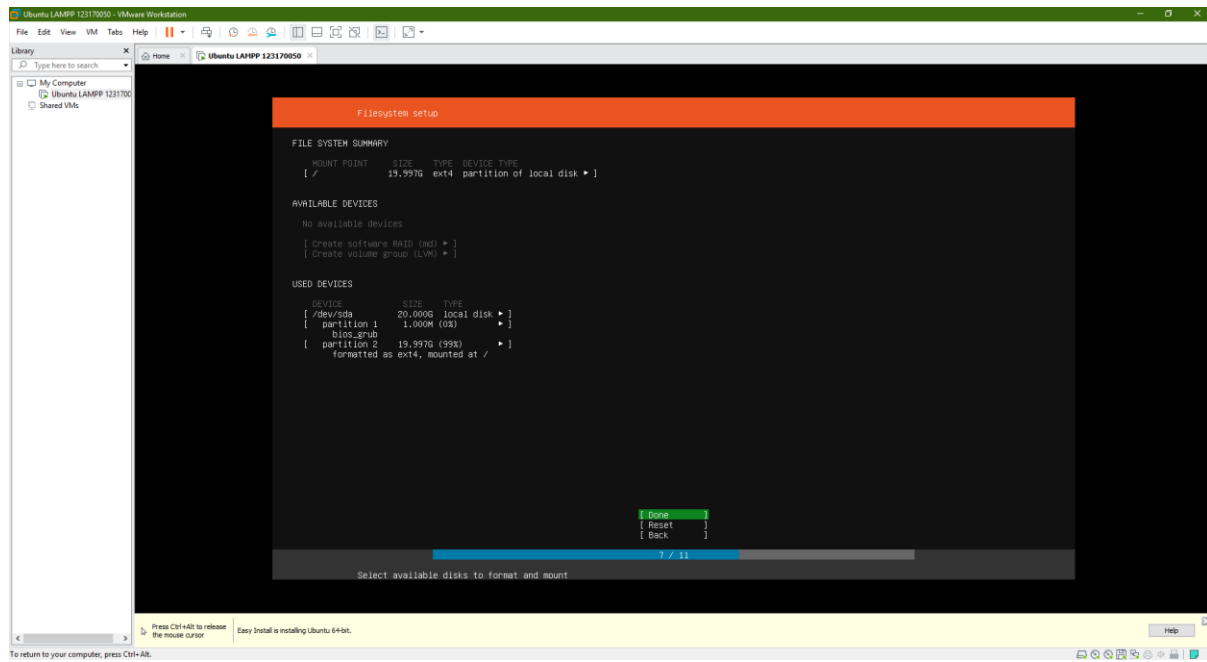 Ubuntu LAMPP 123170050 - VMware Workstation
File Edit View VM Tabs Help
Library
Type here to search
My Computer
Ubuntu LAMPP 1231700
Shared VMs
Home
Ubuntu LAMPP 123170050
Filesystem setup
FILE SYSTEM SUMMARY
MOUNT POINT SIZE TYPE DEVICE TYPE
[ / 19.997G ext4 partition of local disk ▸ ]
AVAILABLE DEVICES
No available devices
[ Create software RAID (md) ▸ ]
[ Create volume group (LVM) ▸ ]
USED DEVICES
DEVICE SIZE TYPE
[ /dev/sda 20.000G local disk ▸ ]
[ partition 1 1.000M (0%) ▸ ]
bios_grub
[ partition 2 19.997G (99%) ▸ ]
formatted as ext4, mounted at /
[ Done ]
[ Reset ]
[ Back ]
7 / 11
Select available disks to format and mount
Press Ctrl+Alt to release
the mouse cursor
Easy Install is installing Ubuntu 64-bit.
Help
To return to your computer, press Ctrl+Alt.